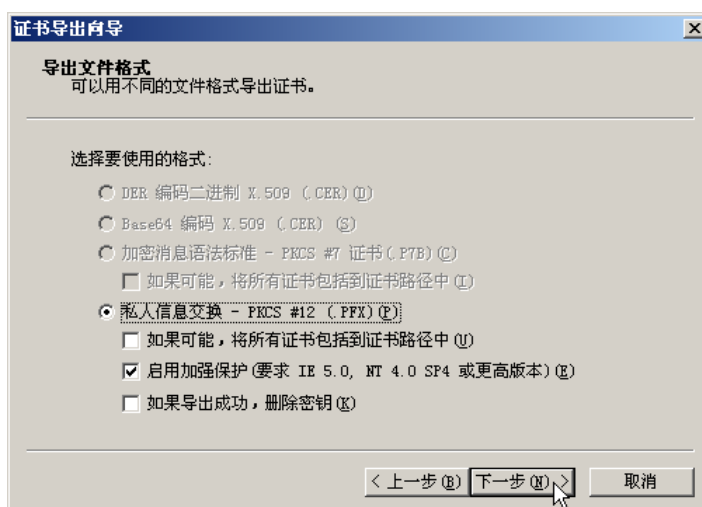 证书导出向导
导出文件格式
可以用不同的文件格式导出证书。
选择要使用的格式:
DER 编码二进制 X.509 (.CER)(D)
Base64 编码 X.509 (.CER) (S)
加密消息语法标准 - PKCS #7 证书(.P7B)(C)
如果可能,将所有证书包括到证书路径中(I)
私人信息交换 - PKCS #12 (.PFX)(P)
如果可能,将所有证书包括到证书路径中(U)
启用加强保护(要求 IE 5.0, NT 4.0 SP4 或更高版本)(E)
如果导出成功,删除密钥(K)
< 上一步(B) 下一步(N) > 取消